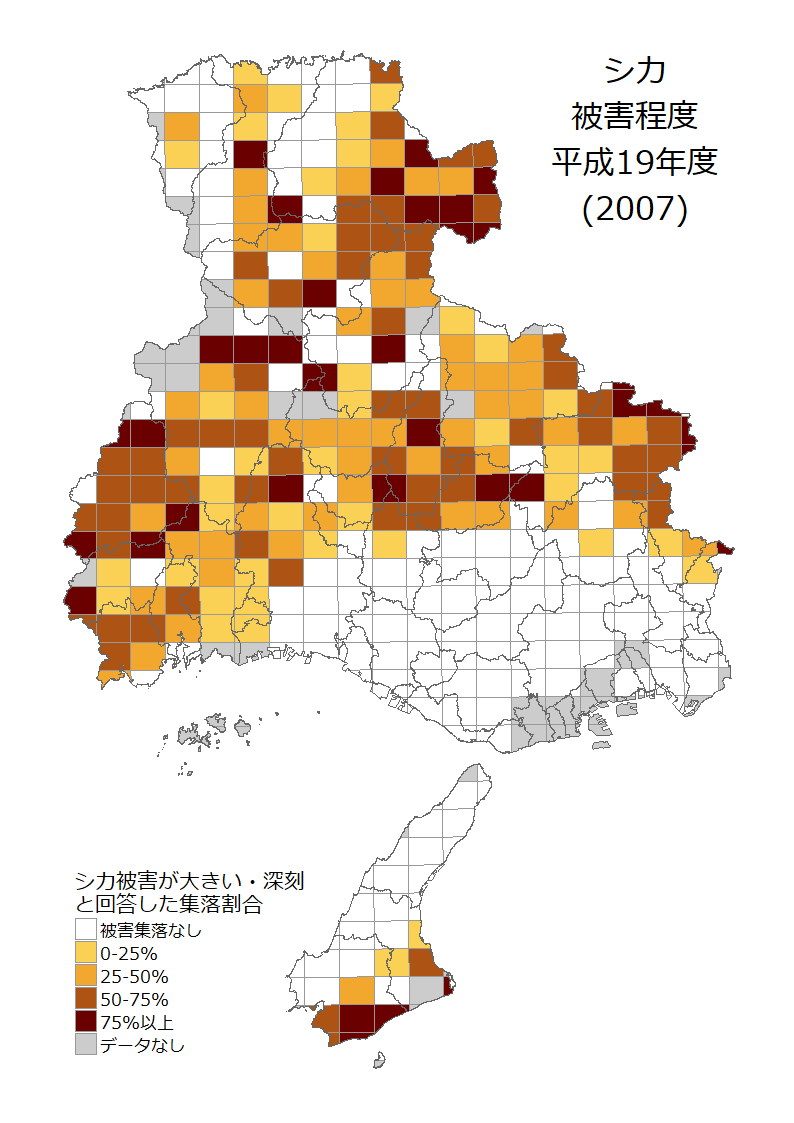 シカ
被害程度
平成19年度
(2007)
シカ被害が大きい・深刻
と回答した集落割合
被害集落なし
0-25%
25-50%
50-75%
75%以上
データなし